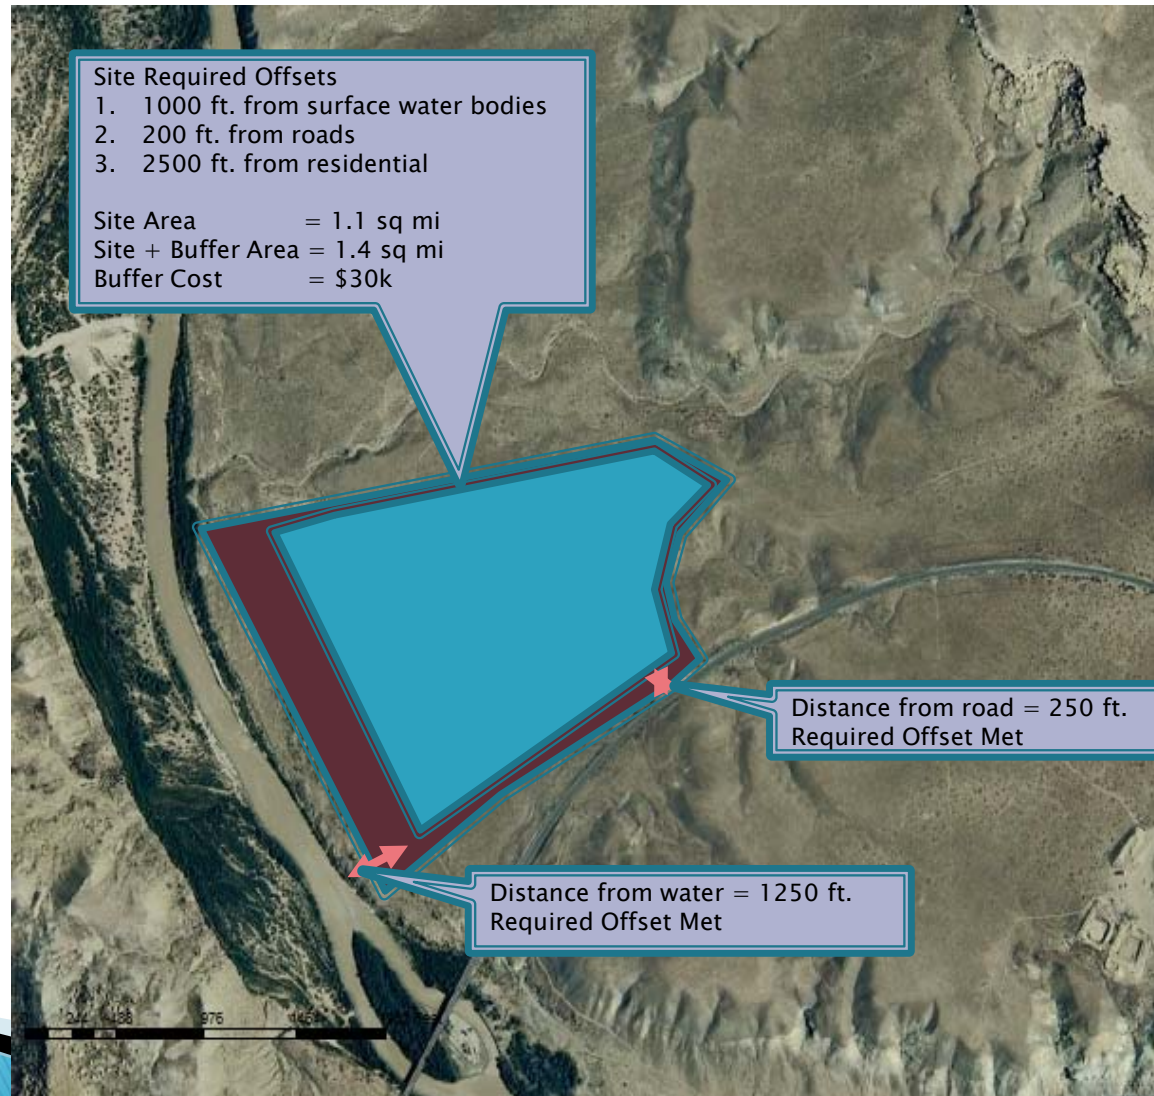 Site Required Offsets
1. 1000 ft. from surface water bodies
2. 200 ft. from roads
3. 2500 ft. from residential
Site Area = 1.1 sq mi
Site + Buffer Area = 1.4 sq mi
Buffer Cost = $30k
Distance from road = 250 ft.
Required Offset Met
Distance from water = 1250 ft.
Required Offset Met
244 488 976